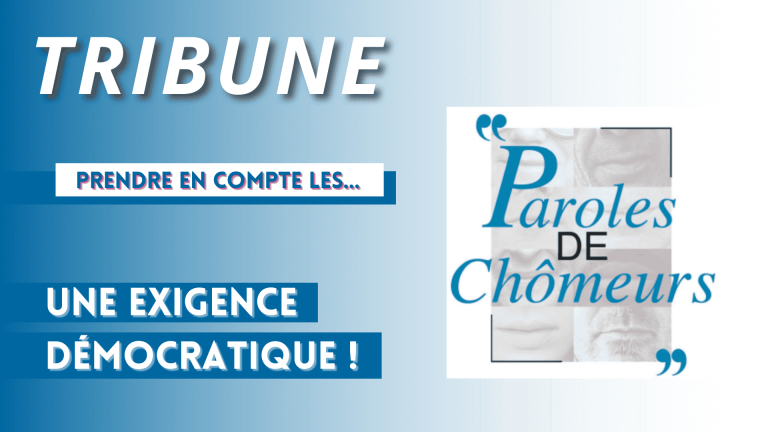 TRIBUNE
PRENDRE EN COMPTE LES...
“
Paroles
DE
Chômeurs
”
UNE EXIGENCE
DÉMOCRATIQUE !